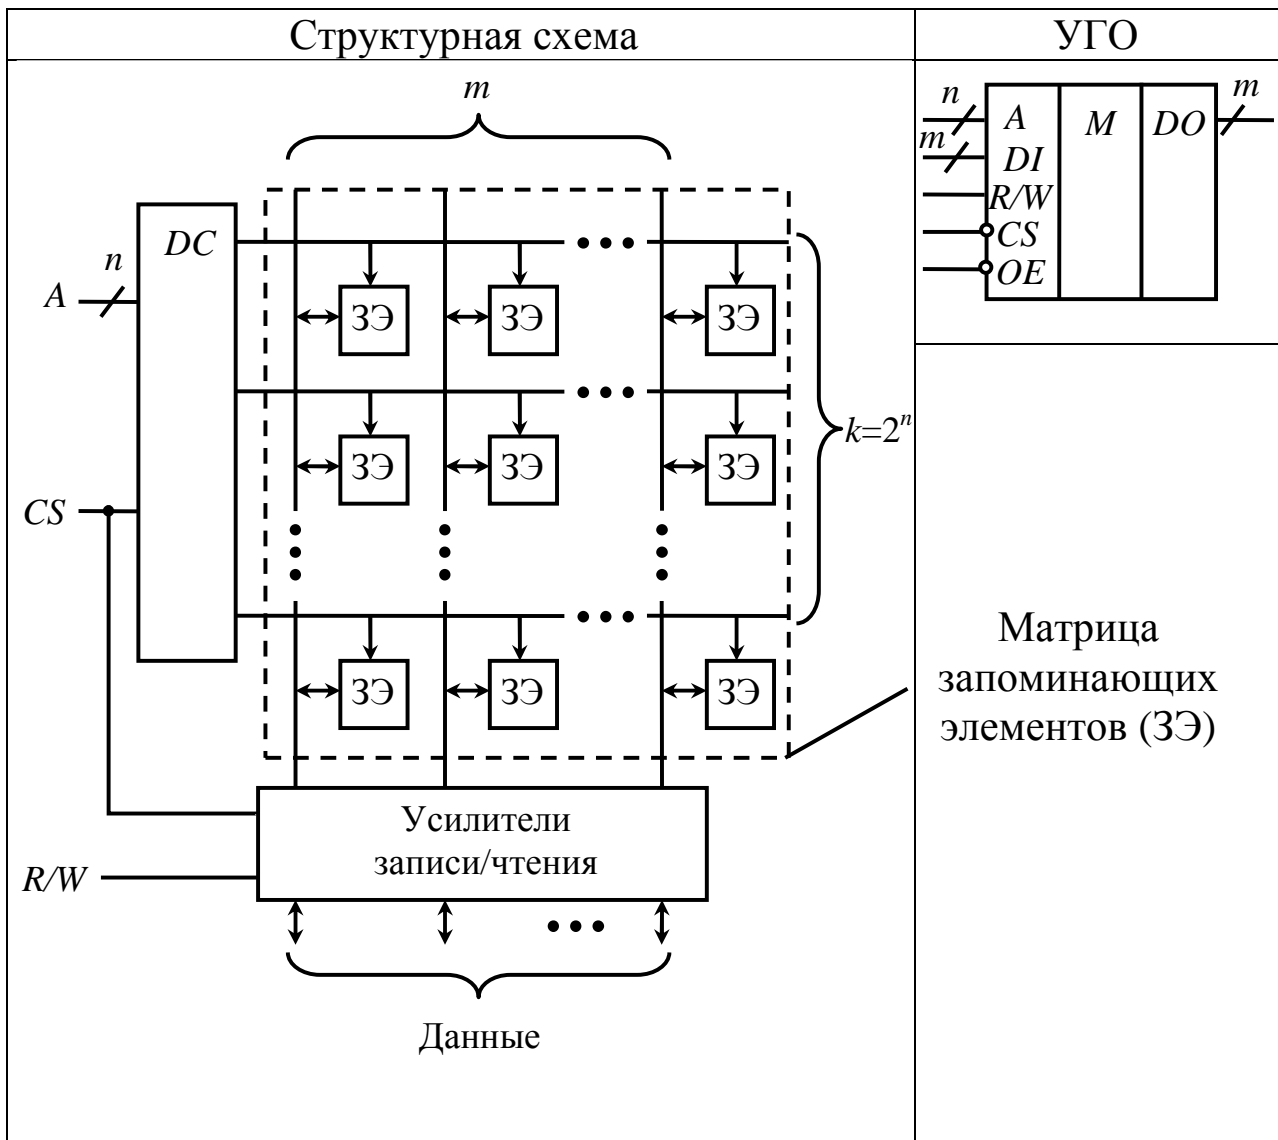 Структурная схема
УГО
m
DC
n
A
ЗЭ ЗЭ ЗЭ
ЗЭ ЗЭ ЗЭ
k=2ⁿ
CS
ЗЭ ЗЭ ЗЭ
Усилители
записи/чтения
R/W
Данные
n
A
M
DO
m
m
DI
R/W
CS
OE
Матрица
запоминающих
элементов (ЗЭ)